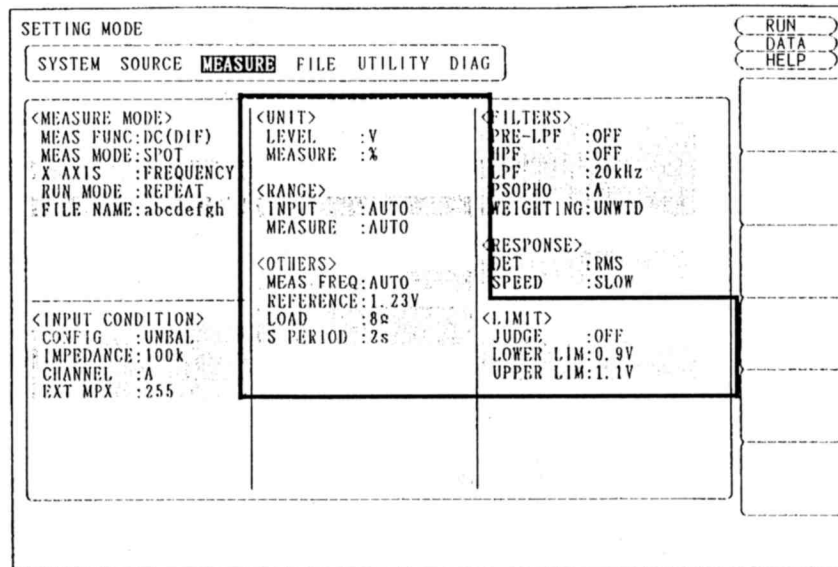 SETTING MODE
RUN
DATA
HELP
SYSTEM SOURCE MEASURE FILE UTILITY DIAG
<MEASURE MODE>
MEAS FUNC:DC(DIF)
MEAS MODE:SPOT
X AXIS :FREQUENCY
RUN MODE :REPEAT
FILE NAME:abcdefgh
<INPUT CONDITION>
CONFIG :UNBAL
IMPEDANCE:100k
CHANNEL :A
EXT MPX :255
<UNIT>
LEVEL :V
MEASURE :%
<RANGE>
INPUT :AUTO
MEASURE :AUTO
<OTHERS>
MEAS FREQ:AUTO
REFERENCE:1.23V
LOAD :8Ω
S PERIOD :2s
<FILTERS>
PRE-LPF :OFF
HPF :OFF
LPF :20kHz
PSOPHO :A
WEIGHTING:UNWTD
<RESPONSE>
DET :RMS
SPEED :SLOW
<LIMIT>
JUDGE :OFF
LOWER LIM:0.9V
UPPER LIM:1.1V